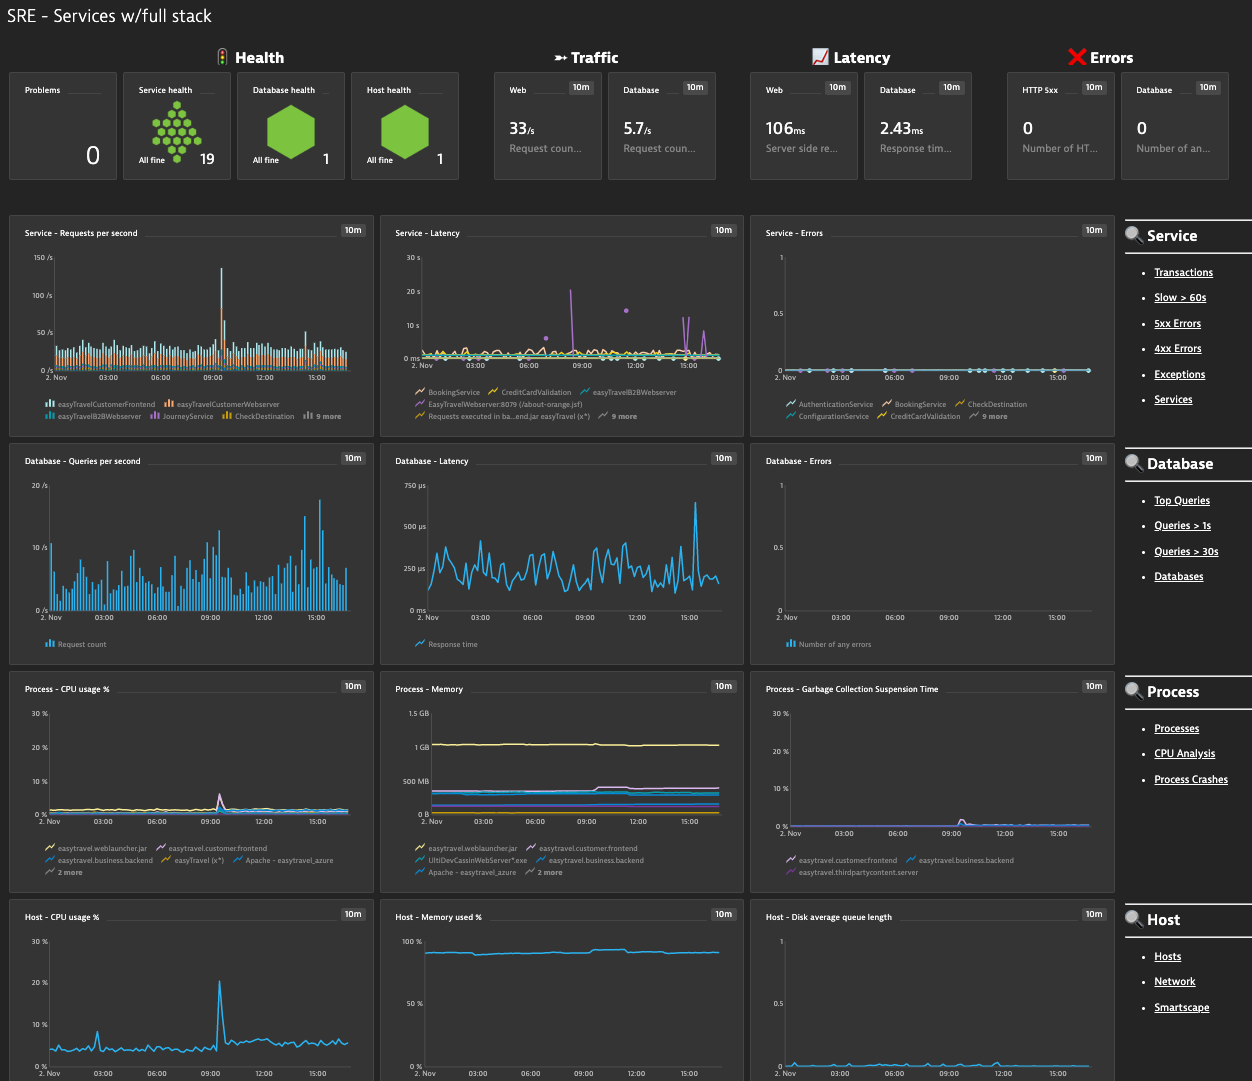 SRE - Services w/full stack
Health
Traffic
Latency
Errors
Problems
0
Service health
All fine
19
Database health
All fine
1
Host health
All fine
1
Web
10m
33/s
Request coun...
Database
10m
5.7/s
Request coun...
Web
10m
106ms
Server side re...
Database
10m
2.43ms
Response tim...
HTTP 5xx
10m
0
Number of HT...
Database
10m
0
Number of an...
Service - Requests per second
10m
150 /s
100 /s
50 /s
0 /s
2. Nov 03:00 06:00 09:00 12:00 15:00
easyTravelCustomerFrontend easyTravelCustomerWebserver
easyTravelB2BWebserver JourneyService CheckDestination 9 more
Service - Latency
10m
30 s
20 s
10 s
0 ms
2. Nov 03:00 06:00 09:00 12:00 15:00
BookingService CreditCardValidation easyTravelB2BWebserver
EasyTravelWebserver:8079 (/about-orange.jsf)
Requests executed in ba...end.jar easyTravel (x*) 9 more
Service - Errors
10m
1
0.5
0
2. Nov 03:00 06:00 09:00 12:00 15:00
AuthenticationService BookingService CheckDestination
ConfigurationService CreditCardValidation 9 more
Service
• Transactions
• Slow > 60s
• 5xx Errors
• 4xx Errors
• Exceptions
• Services
Database - Queries per second
10m
20 /s
10 /s
0 /s
2. Nov 03:00 06:00 09:00 12:00 15:00
Request count
Database - Latency
10m
750 µs
500 µs
250 µs
0 ms
2. Nov 03:00 06:00 09:00 12:00 15:00
Response time
Database - Errors
10m
1
0.5
0
2. Nov 03:00 06:00 09:00 12:00 15:00
Number of any errors
Database
• Top Queries
• Queries > 1s
• Queries > 30s
• Databases
Process - CPU usage %
10m
30 %
20 %
10 %
0 %
2. Nov 03:00 06:00 09:00 12:00 15:00
easytravel.weblauncher.jar easytravel.customer.frontend
easytravel.business.backend easyTravel (x*) Apache - easytravel_azure
2 more
Process - Memory
10m
1.5 GB
1 GB
500 MB
0 B
2. Nov 03:00 06:00 09:00 12:00 15:00
easytravel.weblauncher.jar easytravel.customer.frontend
UltiDevCassinWebServer*.exe easytravel.business.backend
Apache - easytravel_azure 2 more
Process - Garbage Collection Suspension Time
10m
30 %
20 %
10 %
0 %
2. Nov 03:00 06:00 09:00 12:00 15:00
easytravel.customer.frontend easytravel.business.backend
easytravel.thirdpartycontent.server
Process
• Processes
• CPU Analysis
• Process Crashes
Host - CPU usage %
10m
30 %
20 %
10 %
0 %
2. Nov 03:00 06:00 09:00 12:00 15:00
Host - Memory used %
10m
100 %
50 %
0 %
2. Nov 03:00 06:00 09:00 12:00 15:00
Host - Disk average queue length
10m
1
0.5
0
2. Nov 03:00 06:00 09:00 12:00 15:00
Host
• Hosts
• Network
• Smartscape